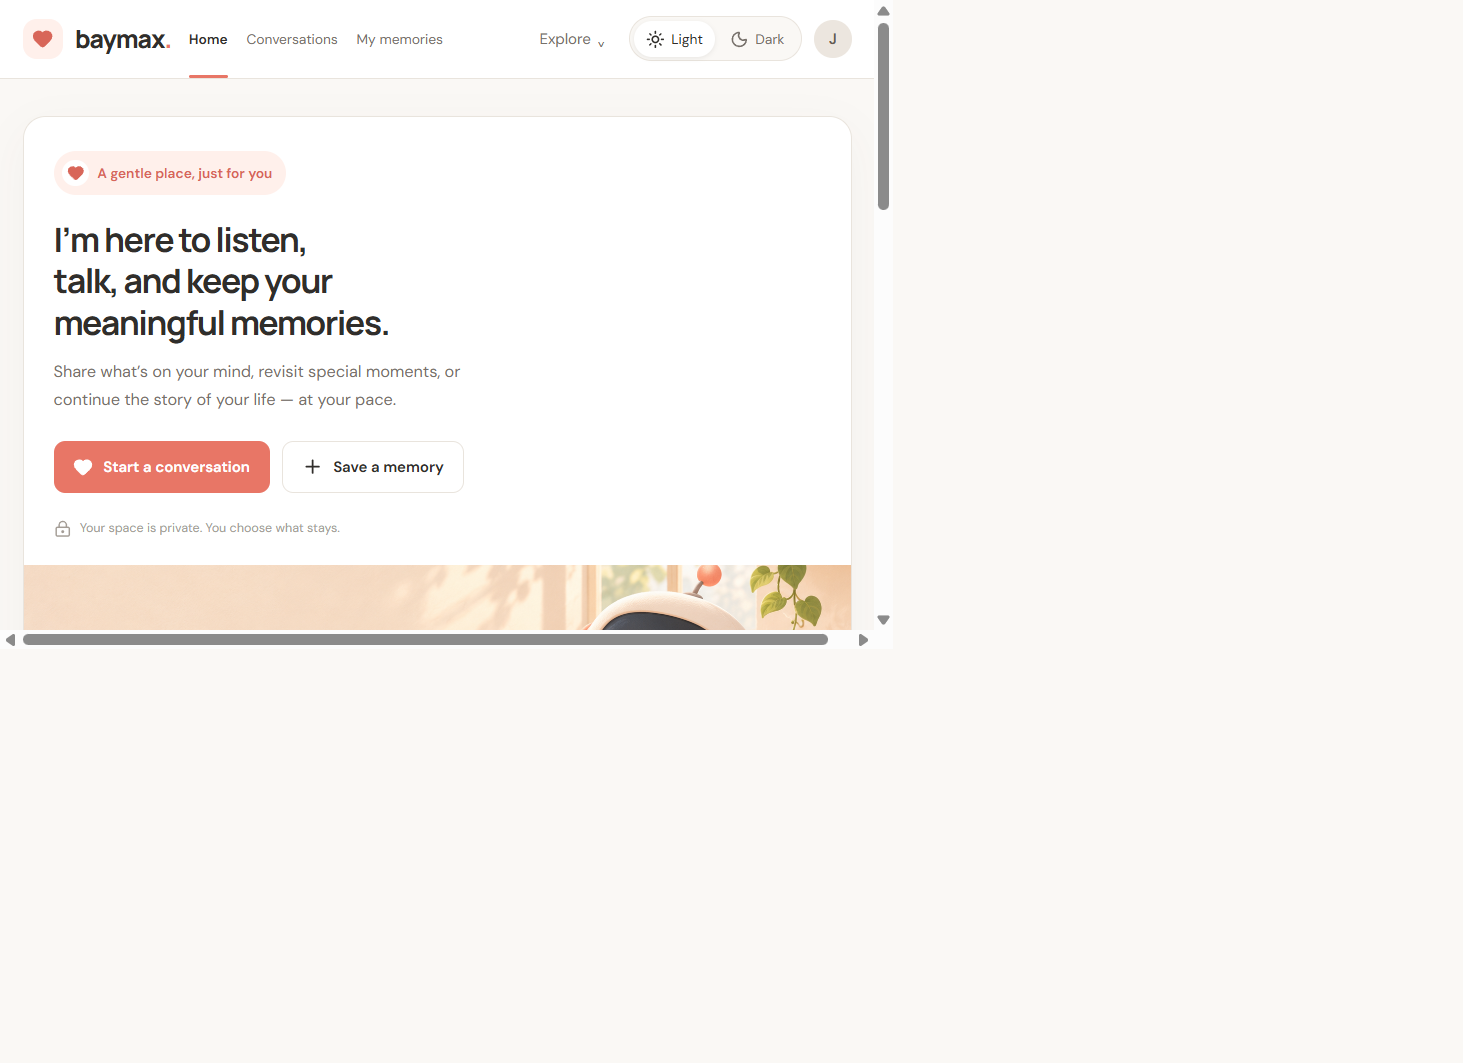 baymax.
Home
Conversations
My memories
Explore
Light
Dark
J
A gentle place, just for you
I’m here to listen,
talk, and keep your
meaningful memories.
Share what’s on your mind, revisit special moments, or
continue the story of your life — at your pace.
Start a conversation
Save a memory
Your space is private. You choose what stays.